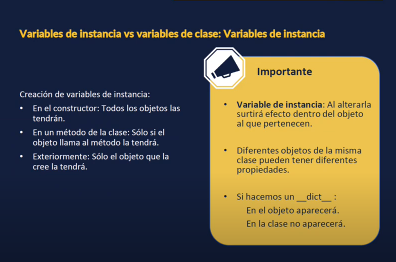 Variables de instancia vs variables de clase: Variables de instancia
Creación de variables de instancia:
• En el constructor: Todos los objetos las
tendrán.
• En un método de la clase: Sólo si el
objeto llama al método la tendrá.
• Exteriormente: Sólo el objeto que la
cree la tendrá.
Importante
• Variable de instancia: Al alterarla
surtirá efecto dentro del objeto
al que pertenecen.
• Diferentes objetos de la misma
clase pueden tener diferentes
propiedades.
• Si hacemos un __dict__ :
En el objeto aparecerá.
En la clase no aparecerá.